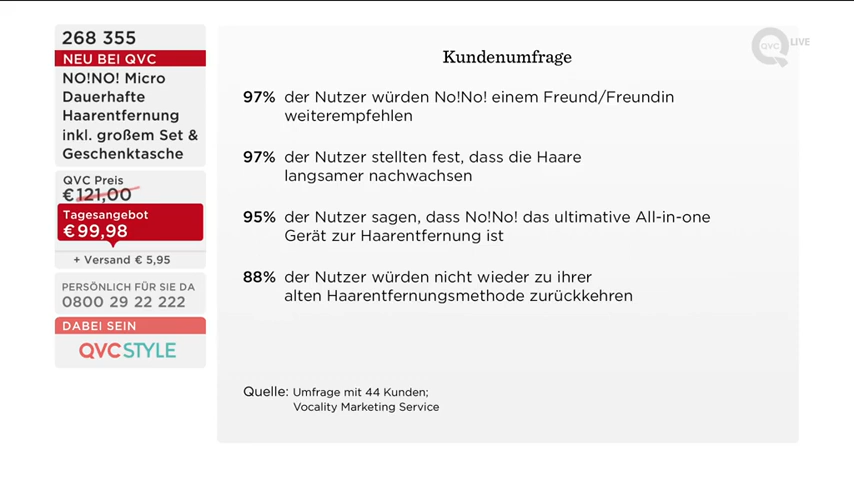 268 355
NEU BEI QVC
NO!NO! Micro
Dauerhafte
Haarentfernung
inkl. großem Set &
Geschenktasche
QVC Preis
€121,00
Tagesangebot
€99,98
+ Versand € 5,95
PERSÖNLICH FÜR SIE DA
0800 29 22 222
DABEI SEIN
QVCSTYLE
QVC LIVE
Kundenumfrage
97% der Nutzer würden No!No! einem Freund/Freundin
weiterempfehlen
97% der Nutzer stellten fest, dass die Haare
langsamer nachwachsen
95% der Nutzer sagen, dass No!No! das ultimative All-in-one
Gerät zur Haarentfernung ist
88% der Nutzer würden nicht wieder zu ihrer
alten Haarentfernungsmethode zurückkehren
Quelle: Umfrage mit 44 Kunden;
Vocality Marketing Service